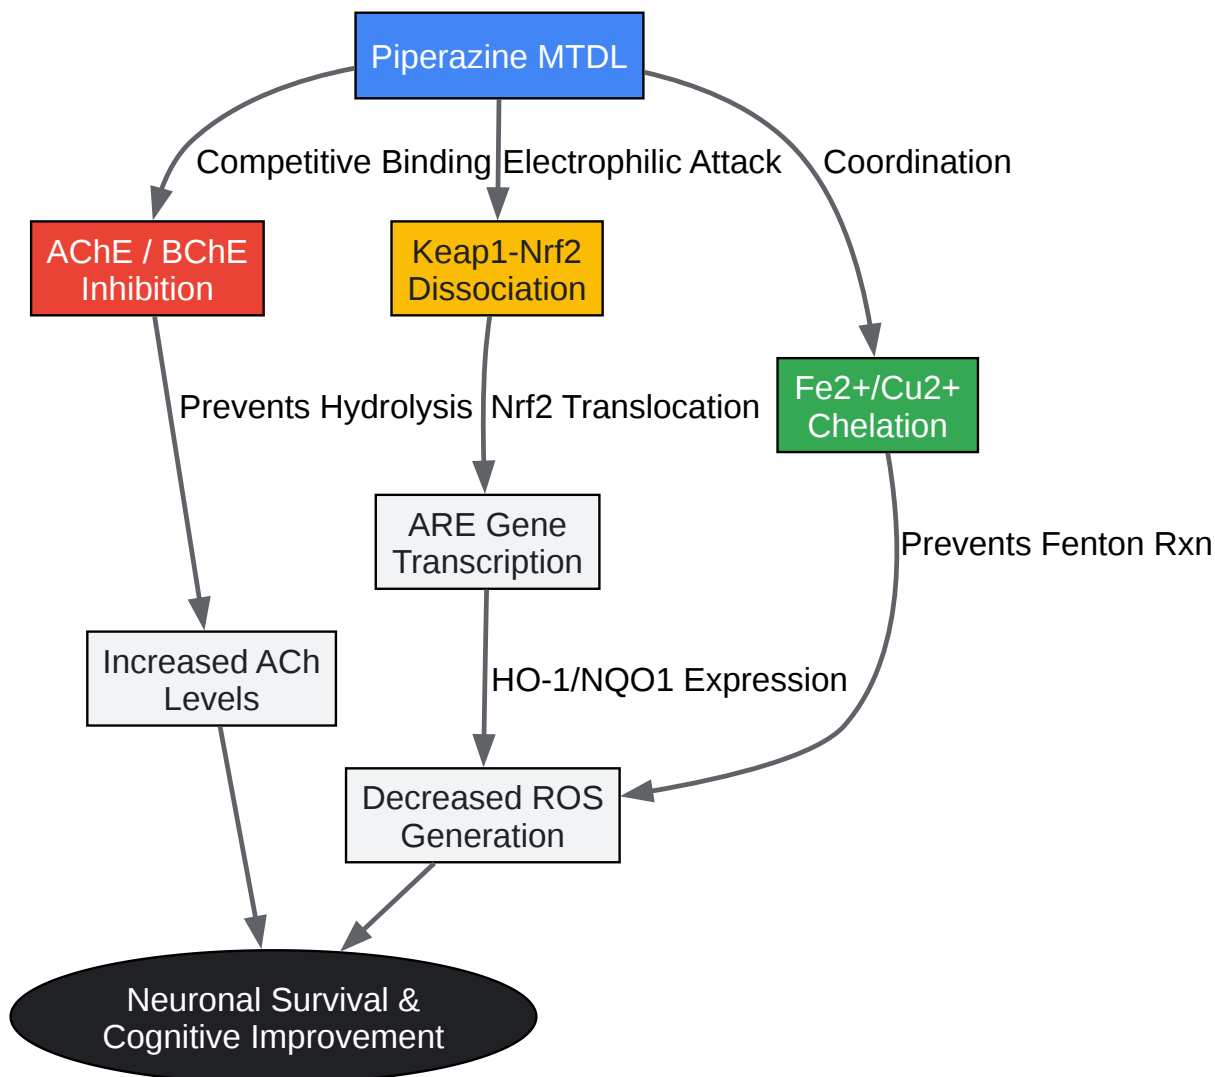 Piperazine MTDL
Competitive Binding
Electrophilic Attack
Coordination
AChE / BChE
Inhibition
Keap1-Nrf2
Dissociation
Fe2+/Cu2+
Chelation
Prevents Hydrolysis
Nrf2 Translocation
ARE Gene
Transcription
Prevents Fenton Rxn
Increased ACh
Levels
HO-1/NQO1 Expression
Decreased ROS
Generation
Neuronal Survival &
Cognitive Improvement